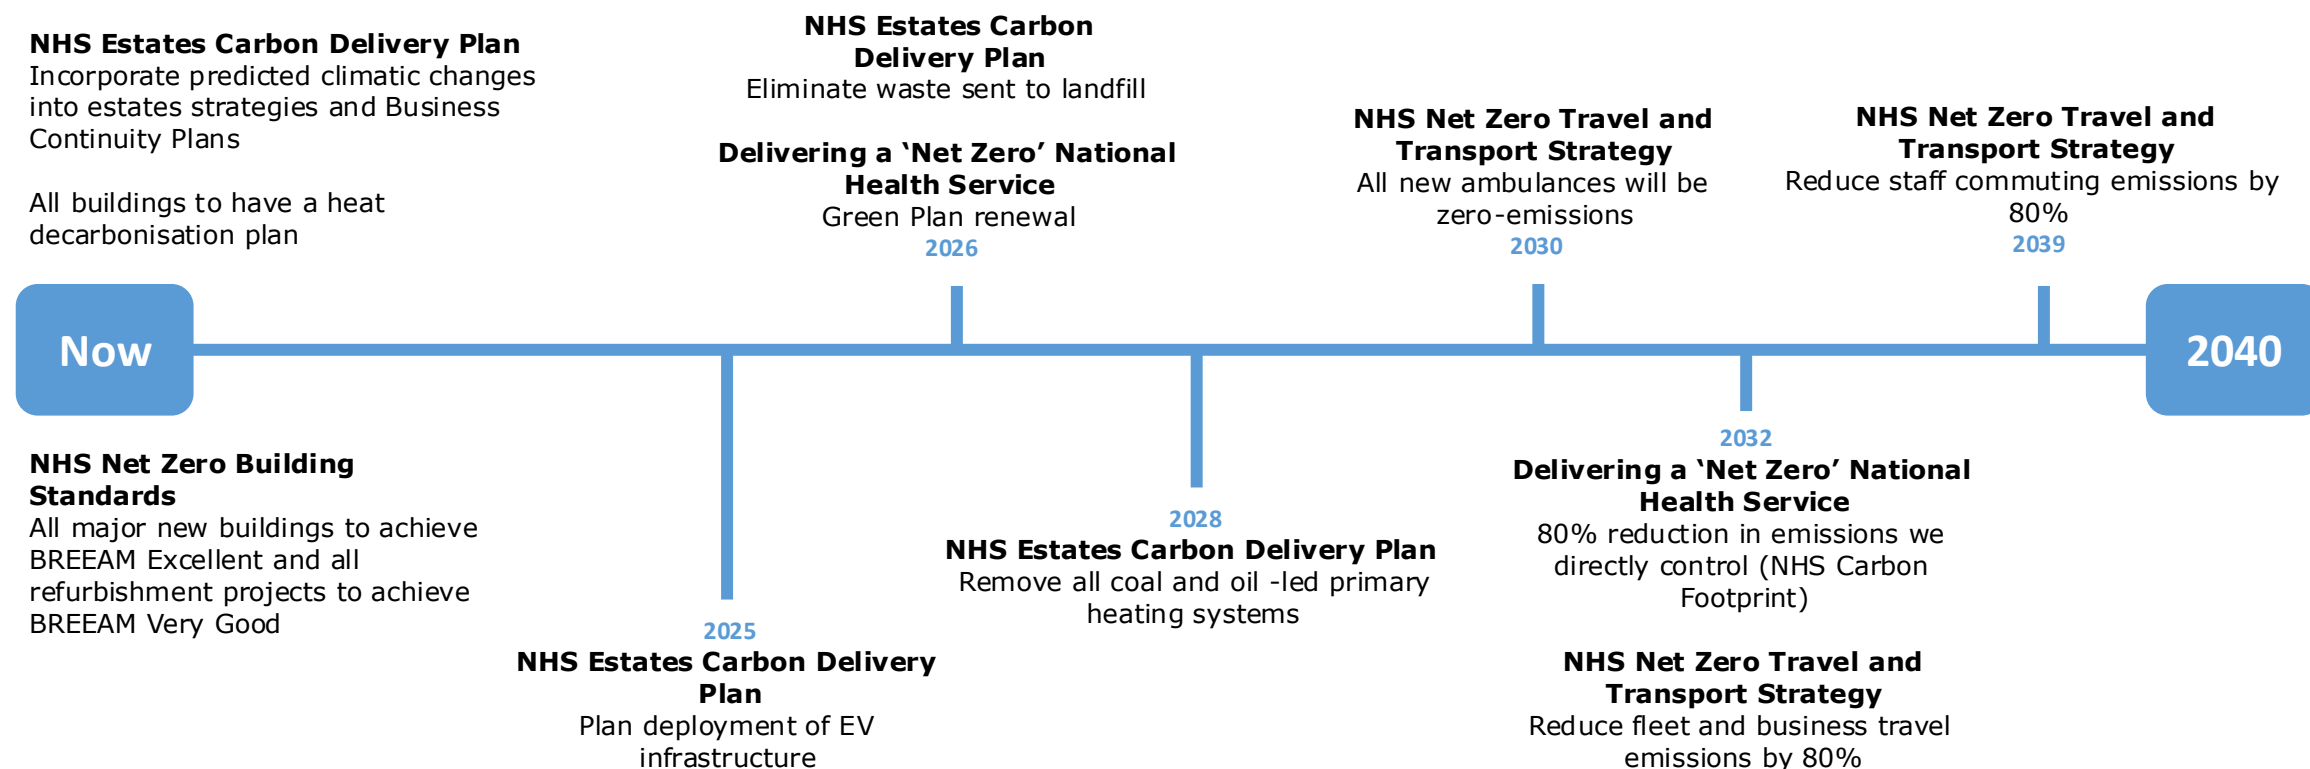 NHS Estates Carbon Delivery Plan
Incorporate predicted climatic changes
into estates strategies and Business
Continuity Plans
All buildings to have a heat
decarbonisation plan
NHS Estates Carbon
Delivery Plan
Eliminate waste sent to landfill
Delivering a ‘Net Zero’ National
Health Service
Green Plan renewal
2026
NHS Net Zero Travel and
Transport Strategy
All new ambulances will be
zero-emissions
2030
NHS Net Zero Travel and
Transport Strategy
Reduce staff commuting emissions by
80%
2039
Now
2040
NHS Net Zero Building
Standards
All major new buildings to achieve
BREEAM Excellent and all
refurbishment projects to achieve
BREEAM Very Good
2025
NHS Estates Carbon Delivery
Plan
Plan deployment of EV
infrastructure
2028
NHS Estates Carbon Delivery Plan
Remove all coal and oil -led primary
heating systems
2032
Delivering a ‘Net Zero’ National
Health Service
80% reduction in emissions we
directly control (NHS Carbon
Footprint)
NHS Net Zero Travel and
Transport Strategy
Reduce fleet and business travel
emissions by 80%